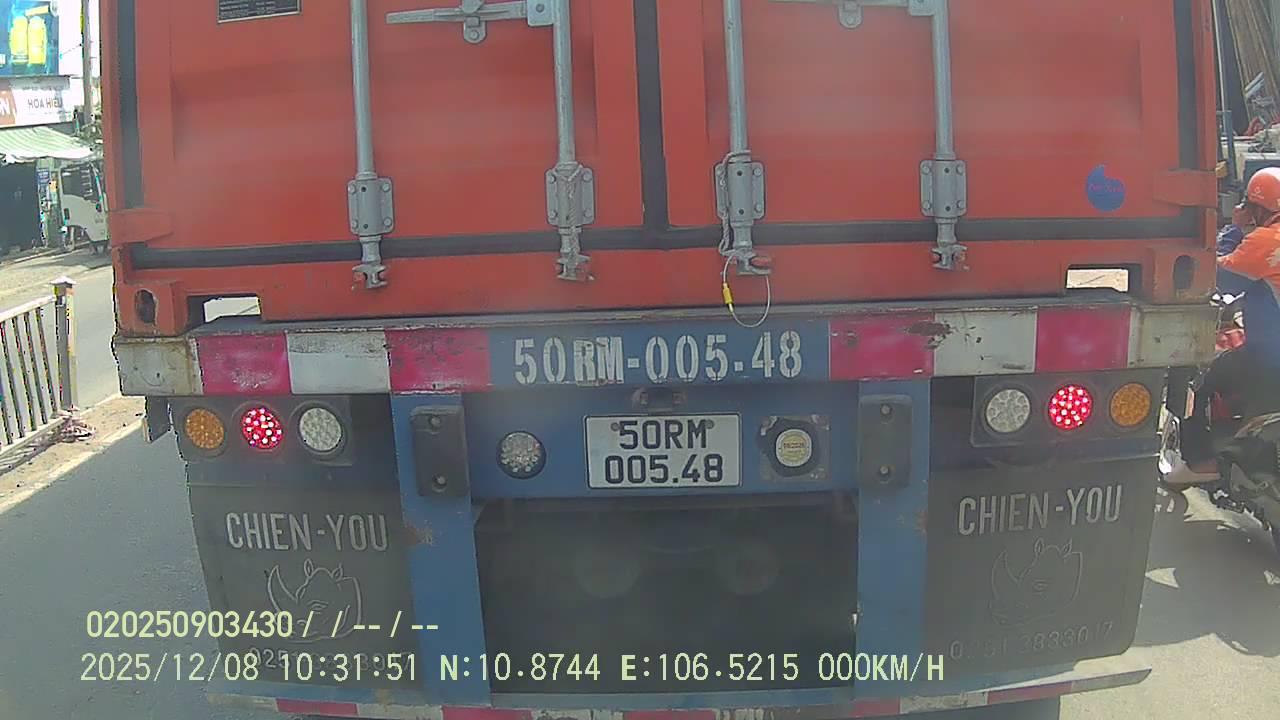 HOA HIỆU
50RM-005.48
50RM
005.48
CHIEN-YOU
CHIEN-YOU
020250903430 / / -- / --
2025/12/08 10:31:51 N:10.8744 E:106.5215 000KM/H